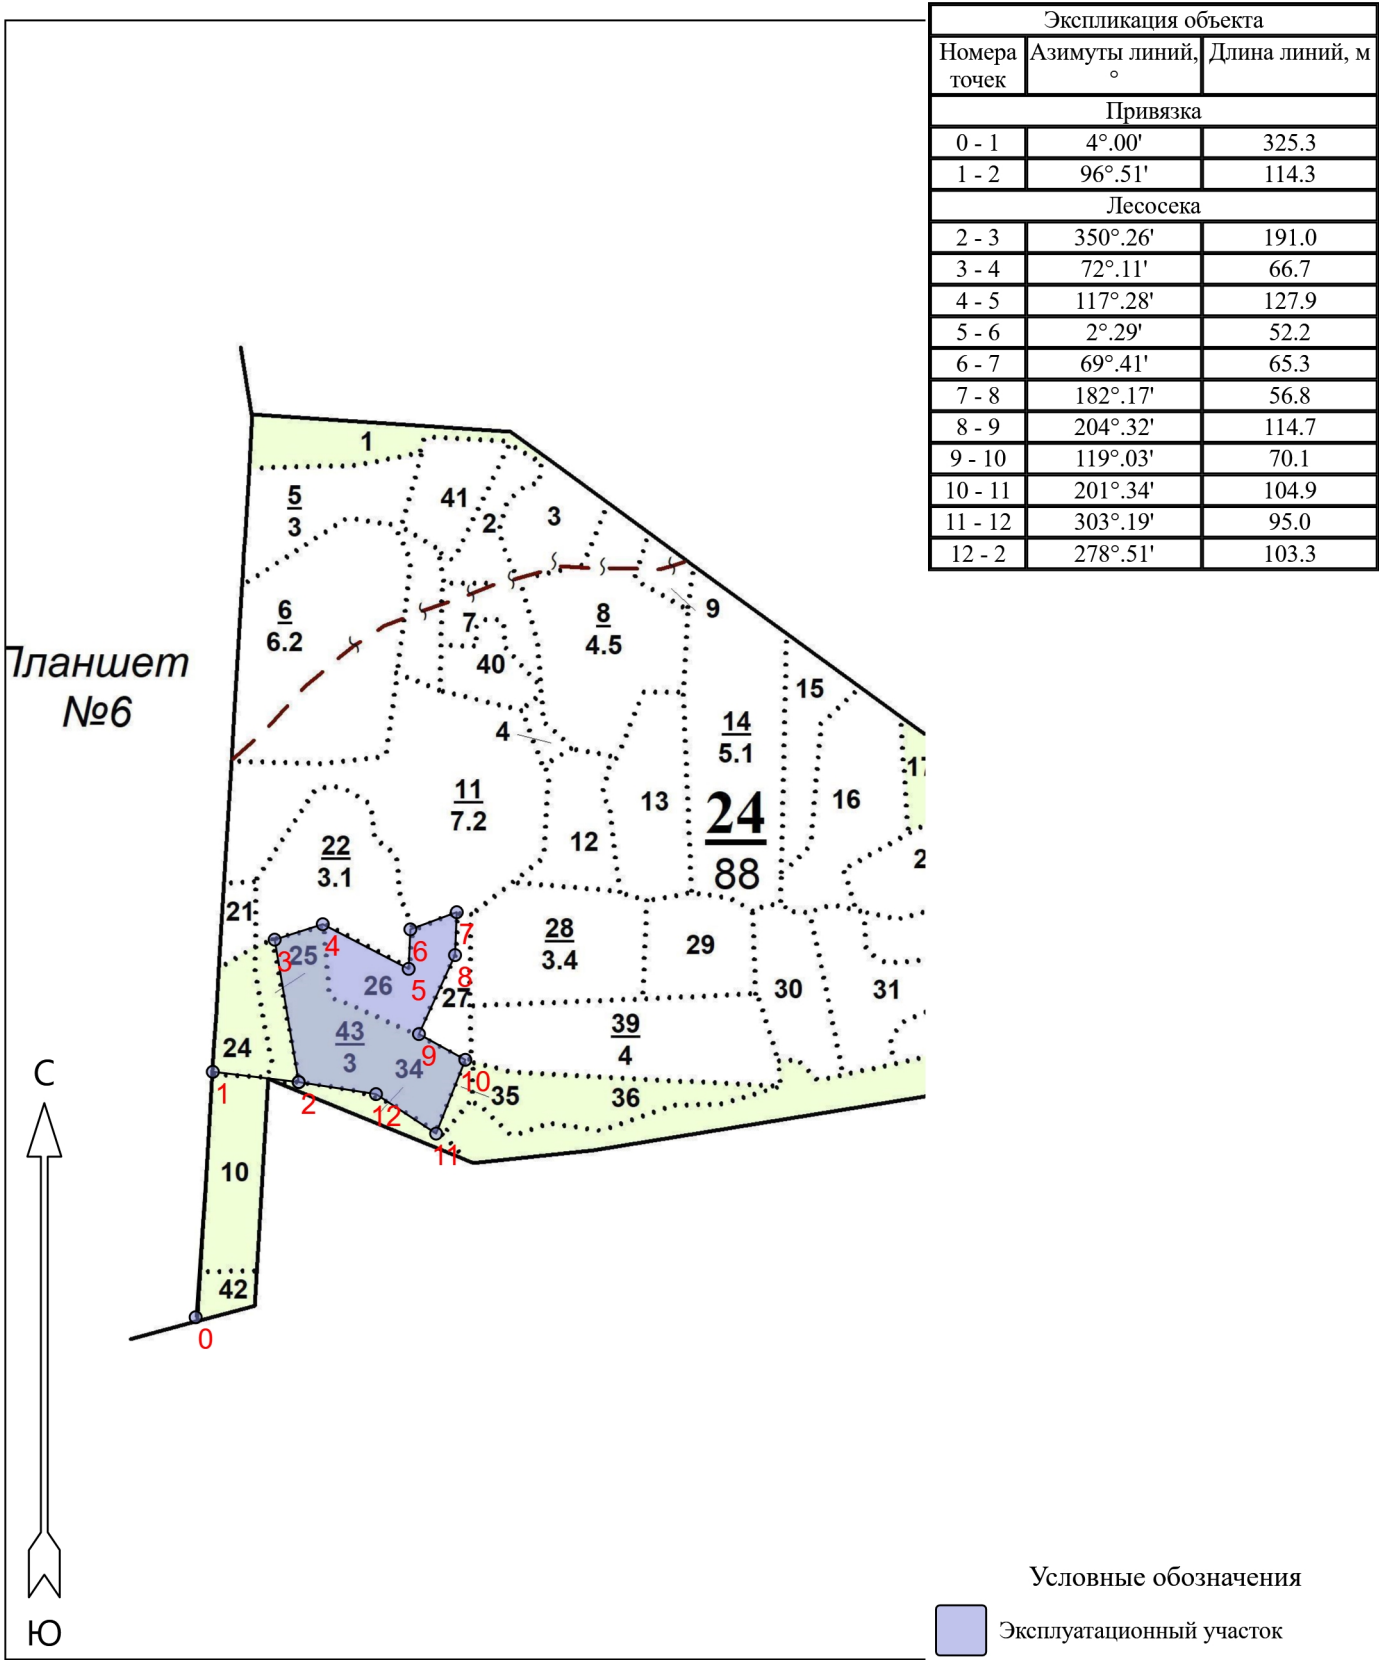 Экспликация объекта
Номера точек Азимуты линий, ° Длина линий, м
Привязка
0 - 1 4°.00' 325.3
1 - 2 96°.51' 114.3
Лесосека
2 - 3 350°.26' 191.0
3 - 4 72°.11' 66.7
4 - 5 117°.28' 127.9
5 - 6 2°.29' 52.2
6 - 7 69°.41' 65.3
7 - 8 182°.17' 56.8
8 - 9 204°.32' 114.7
9 - 10 119°.03' 70.1
10 - 11 201°.34' 104.9
11 - 12 303°.19' 95.0
12 - 2 278°.51' 103.3
1
5
3
41
2
3
6
6.2
7
8
4.5
9
40
Планшет
№6
15
4
14
5.1
17
11
7.2
13
16
24
88
12
22
3.1
2
21
28
3.4
29
30
31
25
26
27
43
3
39
4
24
34
35
36
10
42
3
4
6
7
5
8
9
10
1
2
12
11
0
С
Ю
Условные обозначения
Эксплуатационный участок